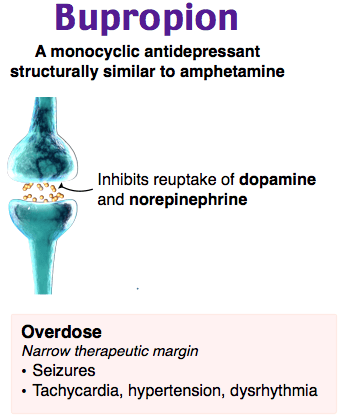 Bupropion
A monocyclic antidepressant
structurally similar to amphetamine
Inhibits reuptake of dopamine
and norepinephrine
Overdose
Narrow therapeutic margin
• Seizures
• Tachycardia, hypertension, dysrhythmia